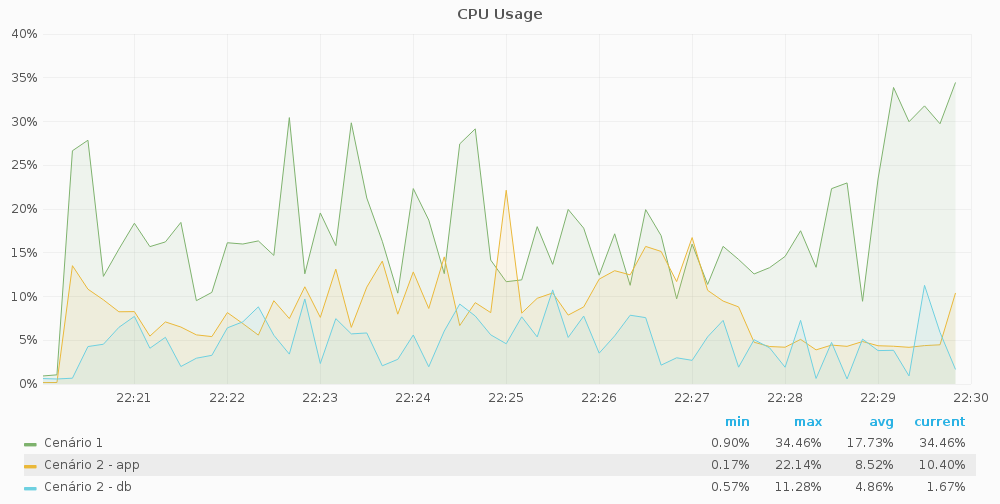 CPU Usage
40%
35%
30%
25%
20%
15%
10%
5%
0%
22:21 22:22 22:23 22:24 22:25 22:26 22:27 22:28 22:29 22:30
min max avg current
Cenário 1 0.90% 34.46% 17.73% 34.46%
Cenário 2 - app 0.17% 22.14% 8.52% 10.40%
Cenário 2 - db 0.57% 11.28% 4.86% 1.67%